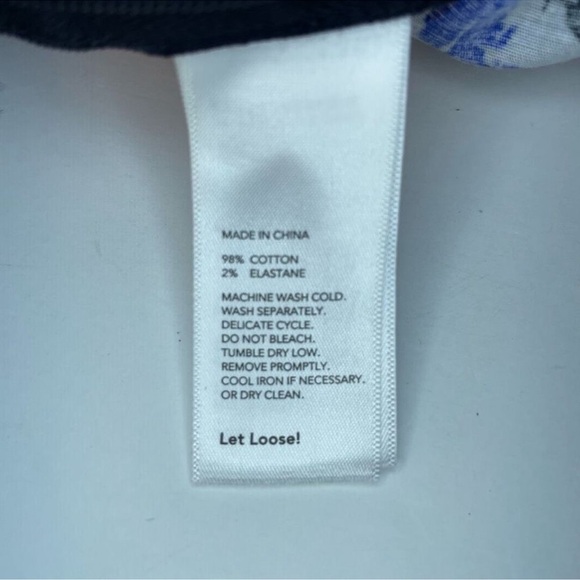 MADE IN CHINA
98% COTTON
2% ELASTANE
MACHINE WASH COLD.
WASH SEPARATELY.
DELICATE CYCLE.
DO NOT BLEACH.
TUMBLE DRY LOW.
REMOVE PROMPTLY.
COOL IRON IF NECESSARY.
OR DRY CLEAN.
Let Loose!